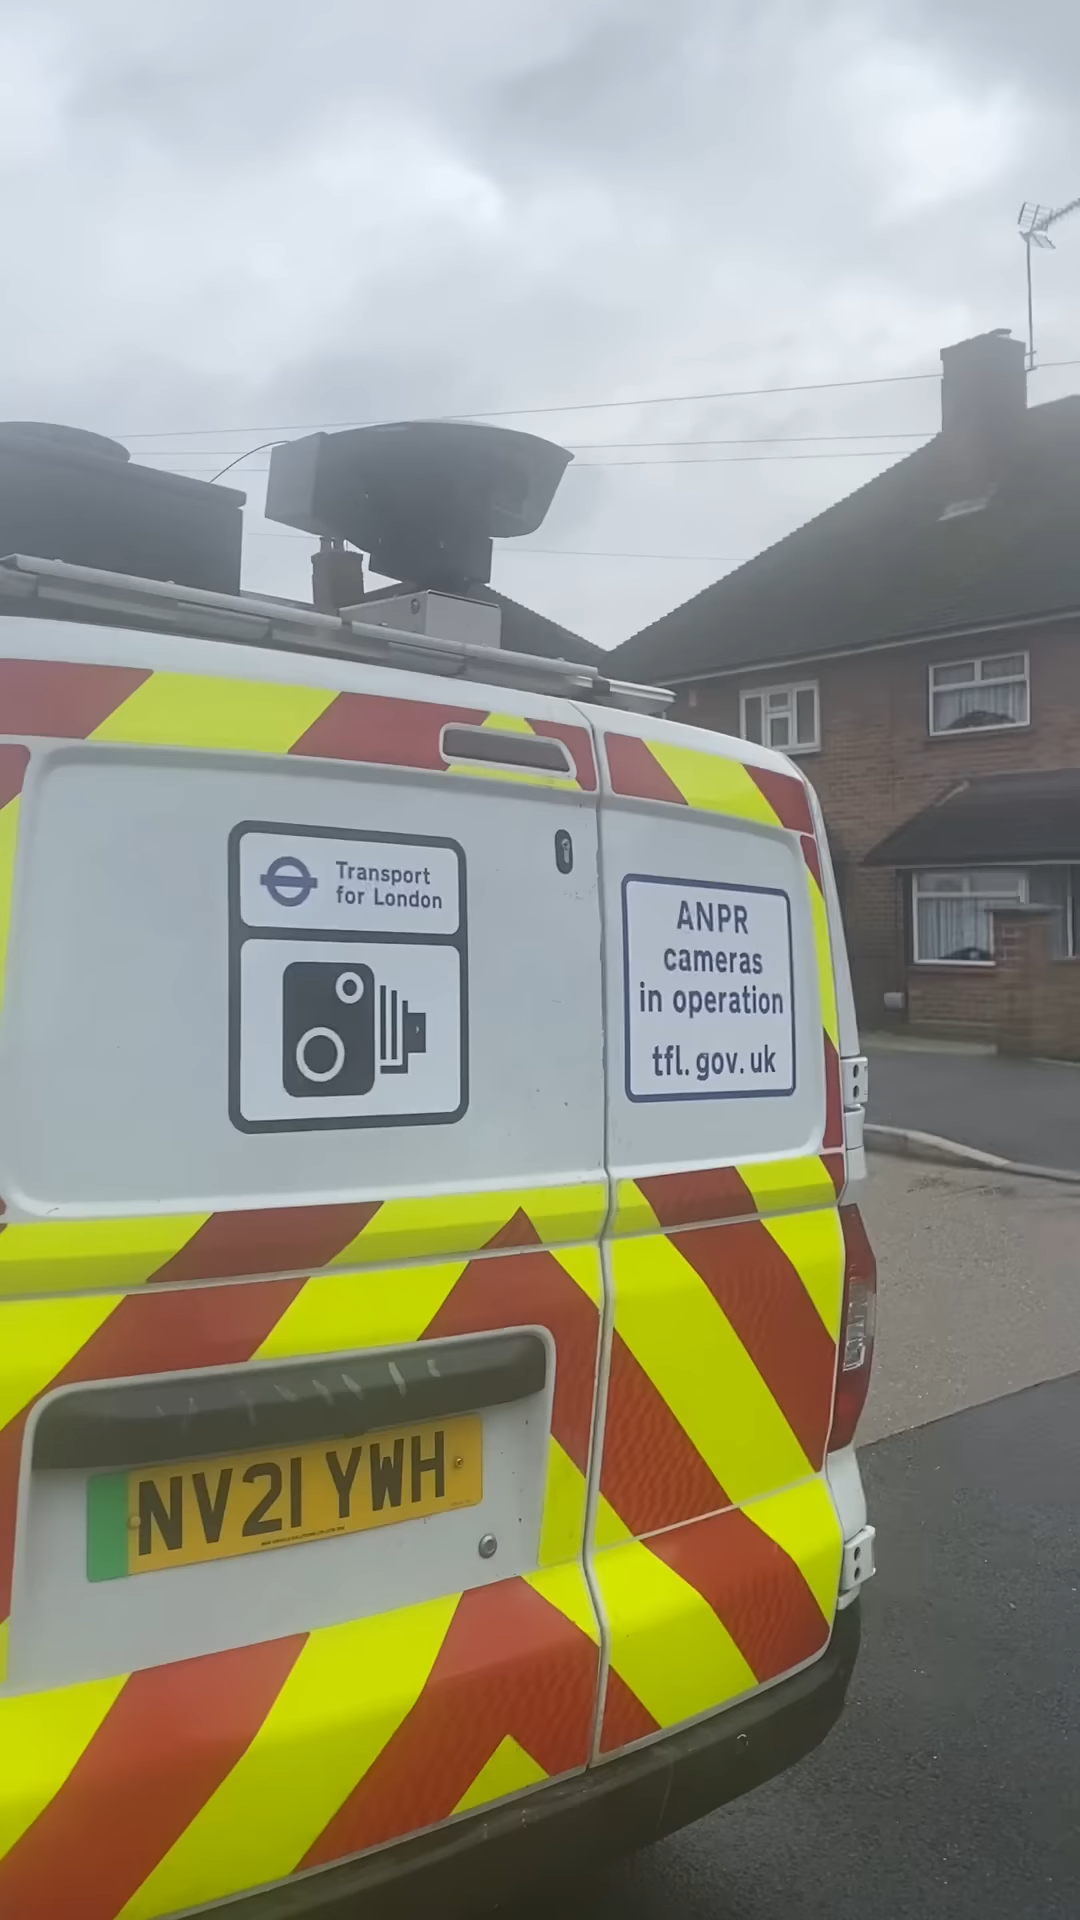 Transport
for London
ANPR
cameras
in operation
tfl.gov.uk
NV21 YWH